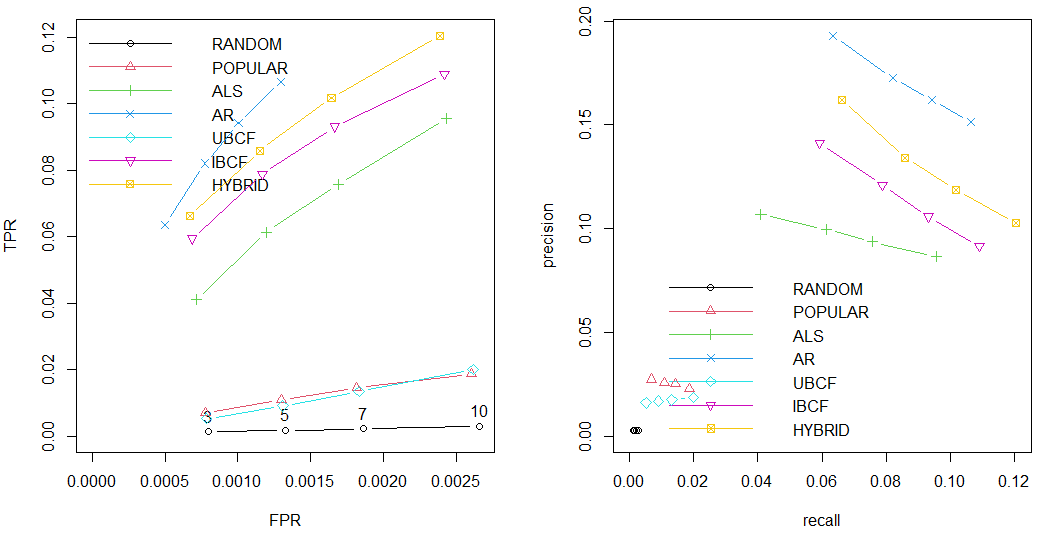 TPR
0.00 0.02 0.04 0.06 0.08 0.10 0.12
RANDOM
POPULAR
ALS
AR
UBCF
IBCF
HYBRID
3 5 7 10
0.0000 0.0005 0.0010 0.0015 0.0020 0.0025
FPR
precision
0.00 0.05 0.10 0.15 0.20
RANDOM
POPULAR
ALS
AR
UBCF
IBCF
HYBRID
0.00 0.02 0.04 0.06 0.08 0.10 0.12
recall